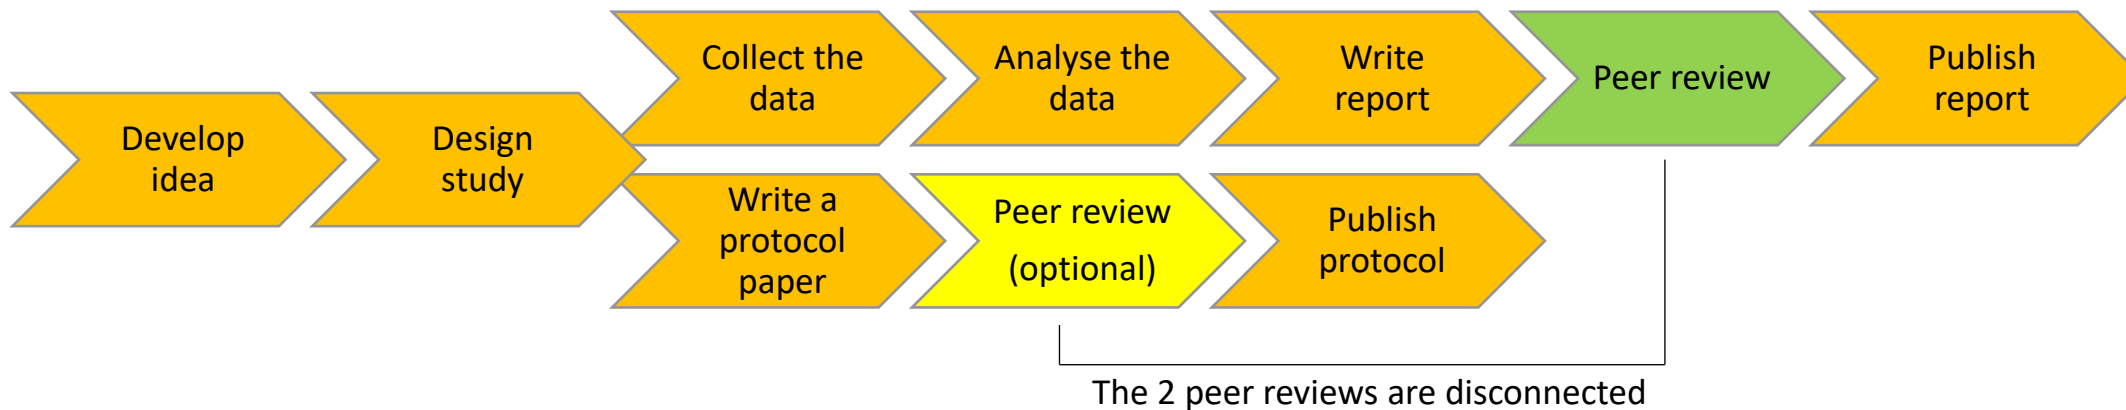 Develop
idea
Design
study
Collect the
data
Analyse the
data
Write
report
Peer review
Publish
report
Write a
protocol
paper
Peer review
(optional)
Publish
protocol
The 2 peer reviews are disconnected